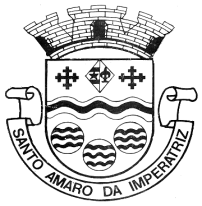 SANTO AMARO DA IMPERATRIZ